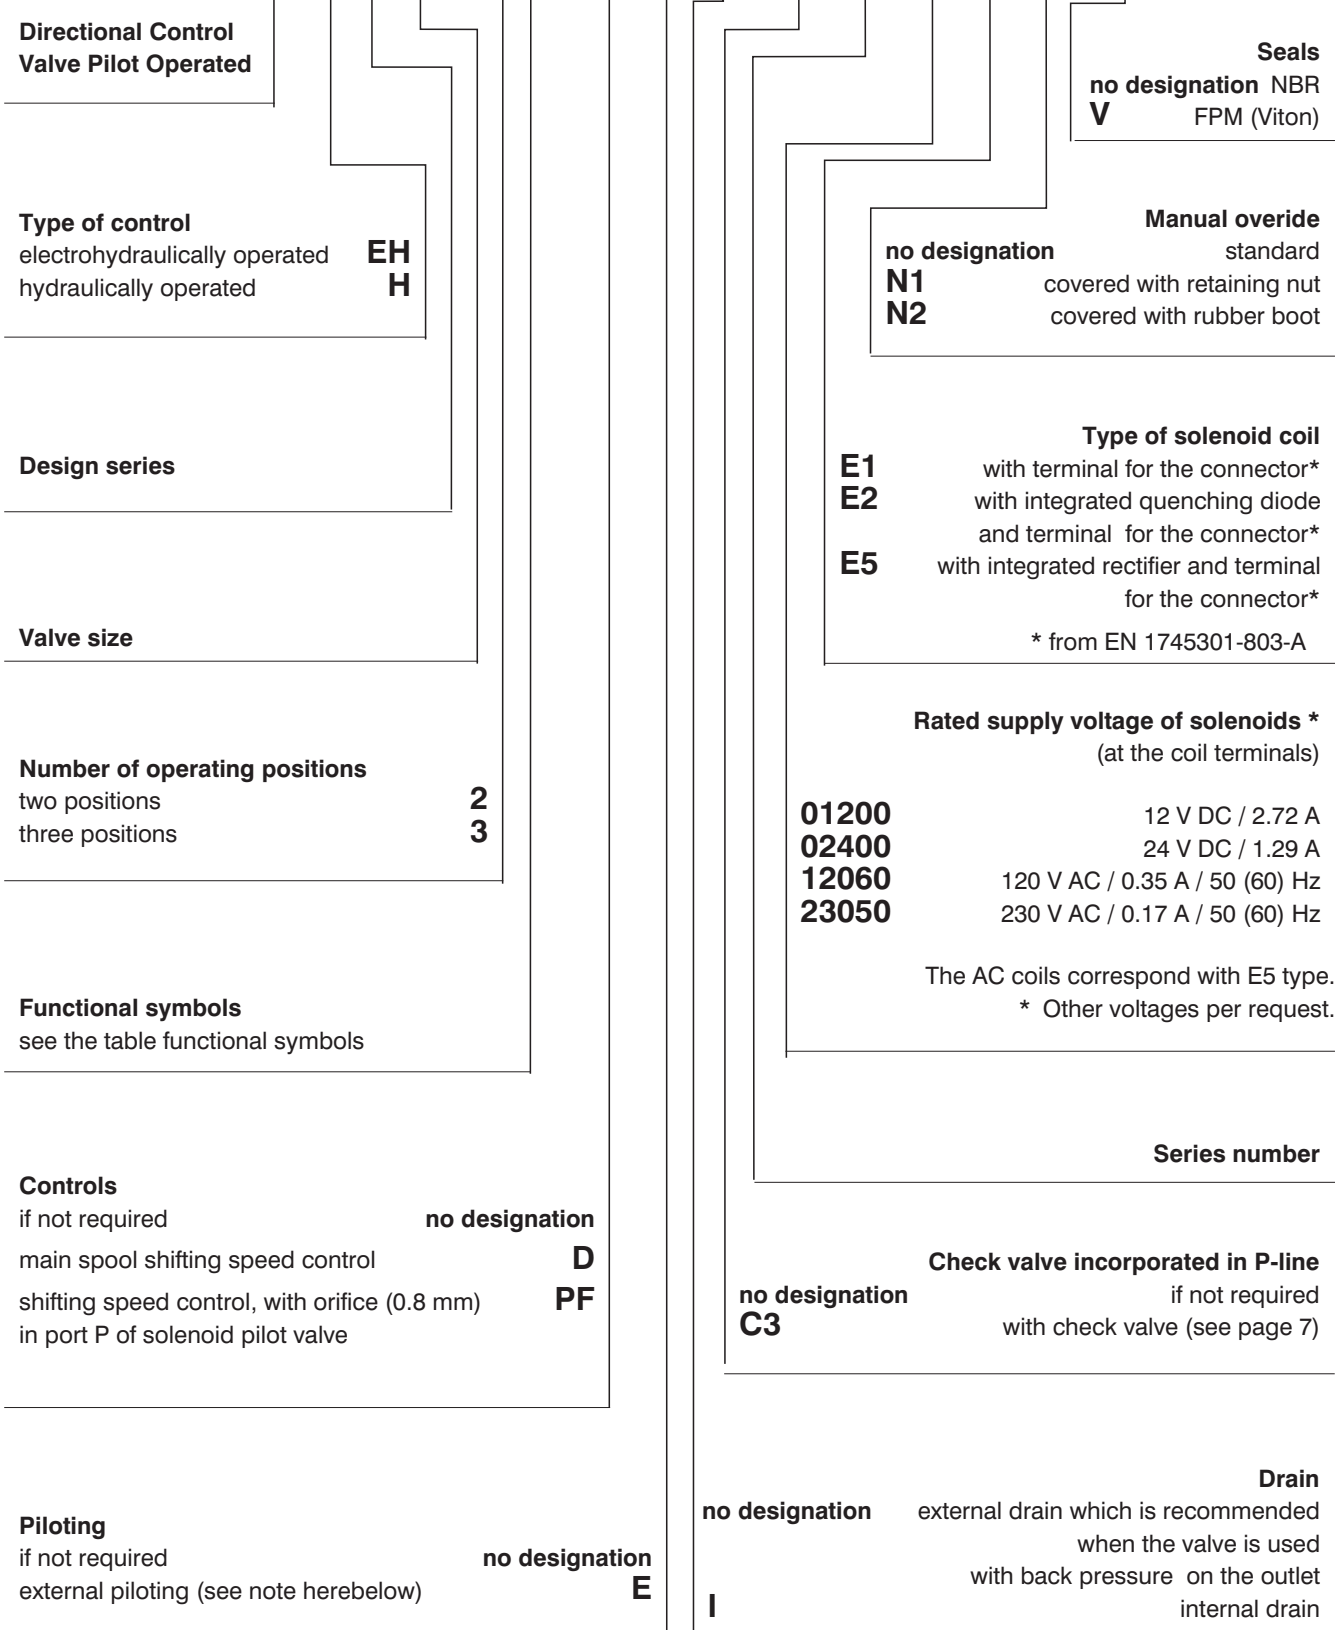 Directional Control
Valve Pilot Operated
Type of control
electrohydraulically operated EH
hydraulically operated H
Design series
Valve size
Number of operating positions
two positions 2
three positions 3
Functional symbols
see the table functional symbols
Controls
if not required no designation
main spool shifting speed control D
shifting speed control, with orifice (0.8 mm) PF
in port P of solenoid pilot valve
Piloting
if not required no designation
external piloting (see note herebelow) E
Seals
no designation NBR
V FPM (Viton)
Manual overide
no designation standard
N1 covered with retaining nut
N2 covered with rubber boot
Type of solenoid coil
E1 with terminal for the connector*
E2 with integrated quenching diode
and terminal for the connector*
E5 with integrated rectifier and terminal
for the connector*
* from EN 1745301-803-A
Rated supply voltage of solenoids *
(at the coil terminals)
01200 12 V DC / 2.72 A
02400 24 V DC / 1.29 A
12060 120 V AC / 0.35 A / 50 (60) Hz
23050 230 V AC / 0.17 A / 50 (60) Hz
The AC coils correspond with E5 type.
* Other voltages per request.
Series number
Check valve incorporated in P-line
no designation if not required
C3 with check valve (see page 7)
Drain
no designation external drain which is recommended
when the valve is used
with back pressure on the outlet
I internal drain